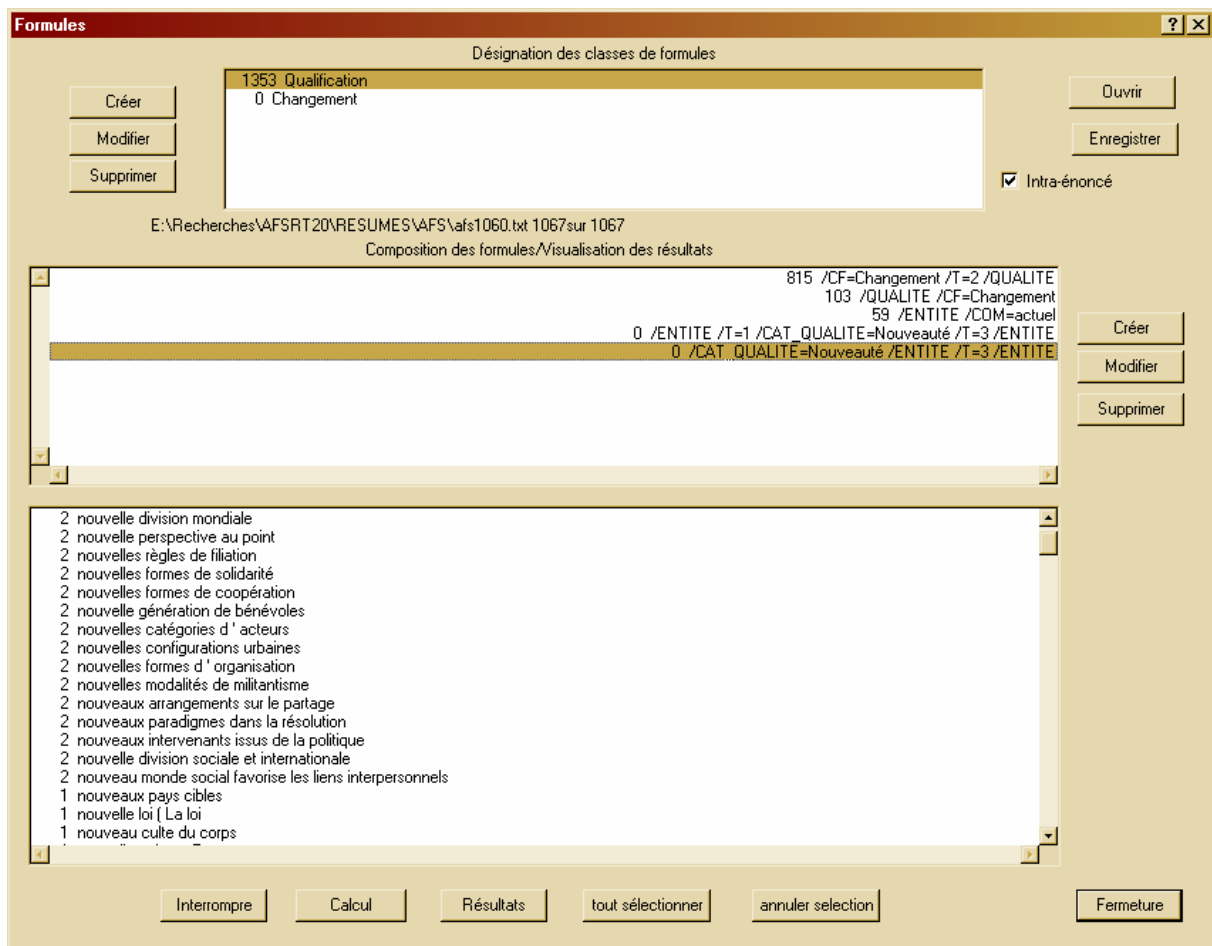 Formules
Désignation des classes de formules
1353 Qualification
0 Changement
Créer
Modifier
Supprimer
Ouvrir
Enregistrer
Intra-énoncé
E:\Recherches\AFSRT20\RESUMES\AFS\afs1060.txt 1067sur 1067
Composition des formules/Visualisation des résultats
815 /CF=Changement /T=2 /QUALITE
103 /QUALITE /CF=Changement
59 /ENTITE /COM=actuel
0 /ENTITE /T=1 /CAT_QUALITE=Nouveauté /T=3 /ENTITE
0 /CAT_QUALITE=Nouveauté /ENTITE /T=3 /ENTITE
Créer
Modifier
Supprimer
2 nouvelle division mondiale
2 nouvelle perspective au point
2 nouvelles règles de filiation
2 nouvelles formes de solidarité
2 nouvelles formes de coopération
2 nouvelle génération de bénévoles
2 nouvelles catégories d ' acteurs
2 nouvelles configurations urbaines
2 nouvelles formes d ' organisation
2 nouvelles modalités de militantisme
2 nouveaux arrangements sur le partage
2 nouveaux paradigmes dans la résolution
2 nouveaux intervenants issus de la politique
2 nouvelle division sociale et internationale
2 nouveau monde social favorise les liens interpersonnels
1 nouveaux pays cibles
1 nouvelle loi ( La loi
1 nouveau culte du corps
Interrompre
Calcul
Résultats
tout sélectionner
annuler selection
Fermeture